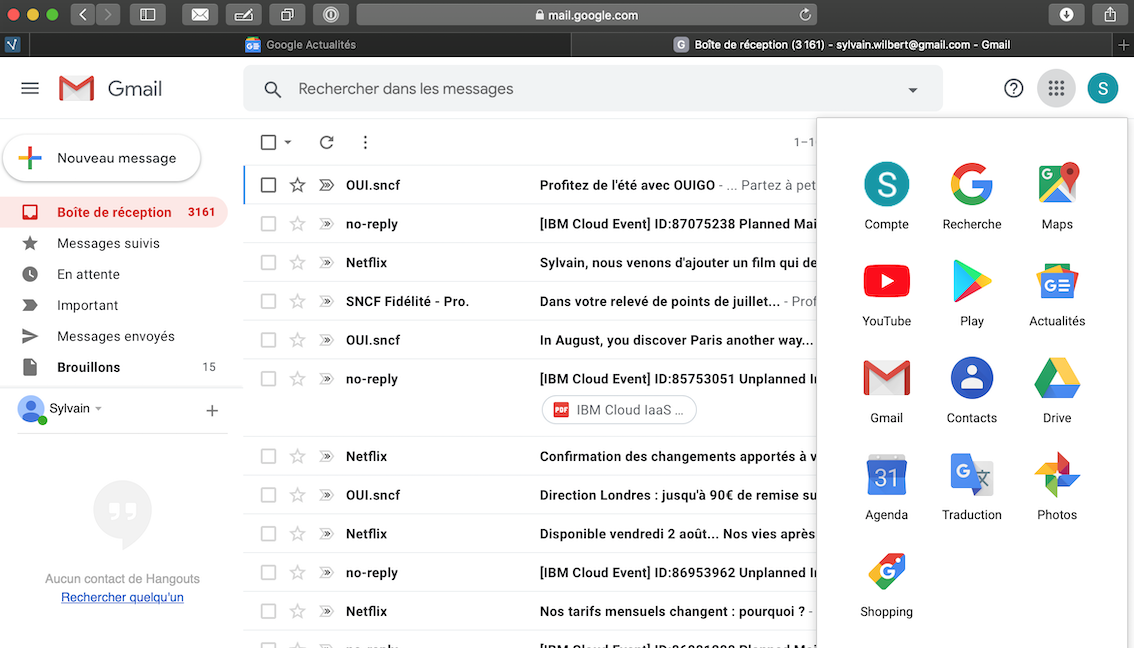 mail.google.com
Google Actualités
G Boîte de réception (3 161) - sylvain.wilbert@gmail.com - Gmail
Gmail
Rechercher dans les messages
S
Nouveau message
Boîte de réception 3161
Messages suivis
En attente
Important
Messages envoyés
Brouillons 15
Sylvain
Aucun contact de Hangouts
Rechercher quelqu'un
1–1
OUI.sncf Profitez de l'été avec OUIGO - ... Partez à pet
no-reply [IBM Cloud Event] ID:87075238 Planned Mai
Netflix Sylvain, nous venons d'ajouter un film qui de
SNCF Fidélité - Pro. Dans votre relevé de points de juillet... - Prof
OUI.sncf In August, you discover Paris another way...
no-reply [IBM Cloud Event] ID:85753051 Unplanned I
PDF IBM Cloud IaaS ...
Netflix Confirmation des changements apportés à v
OUI.sncf Direction Londres : jusqu'à 90€ de remise su
Netflix Disponible vendredi 2 août... Nos vies après
no-reply [IBM Cloud Event] ID:86953962 Unplanned I
Netflix Nos tarifs mensuels changent : pourquoi ? -
S G G
Compte Recherche Maps
GE
YouTube Play Actualités
Gmail Contacts Drive
31 G
Agenda Traduction Photos
G
Shopping